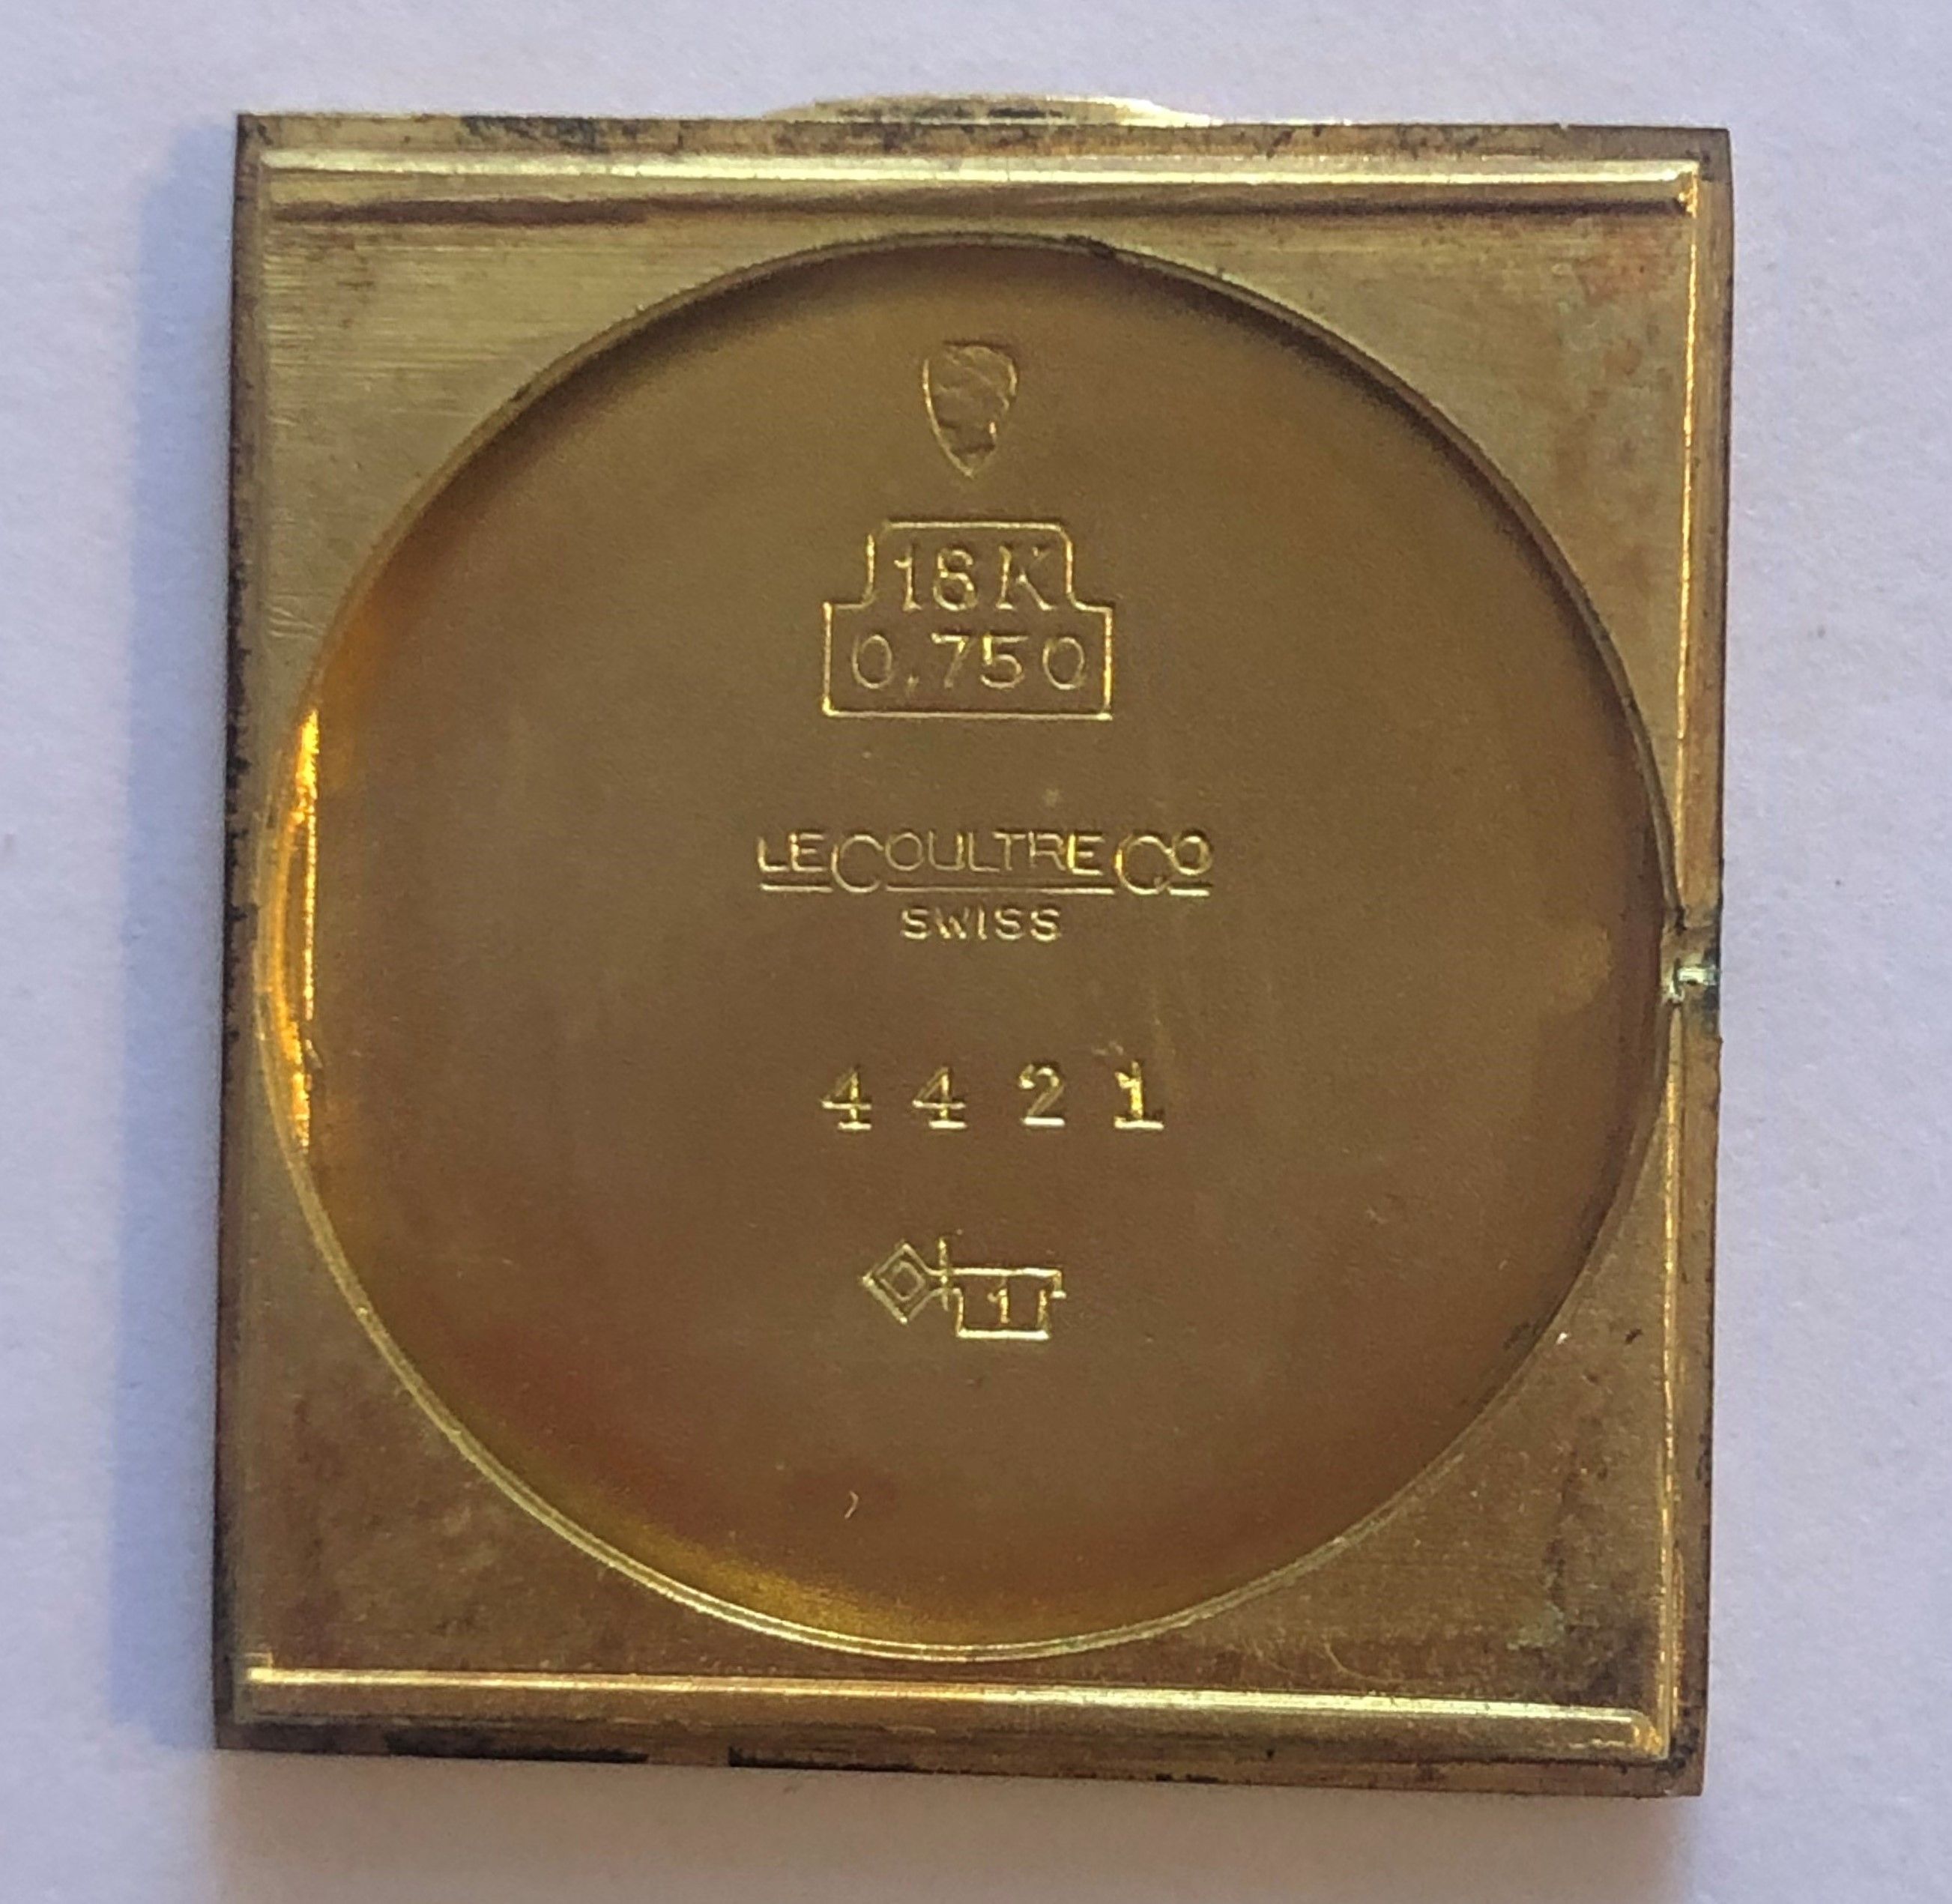 18K
0,750
LECOULTRE CO
SWISS
4421
1